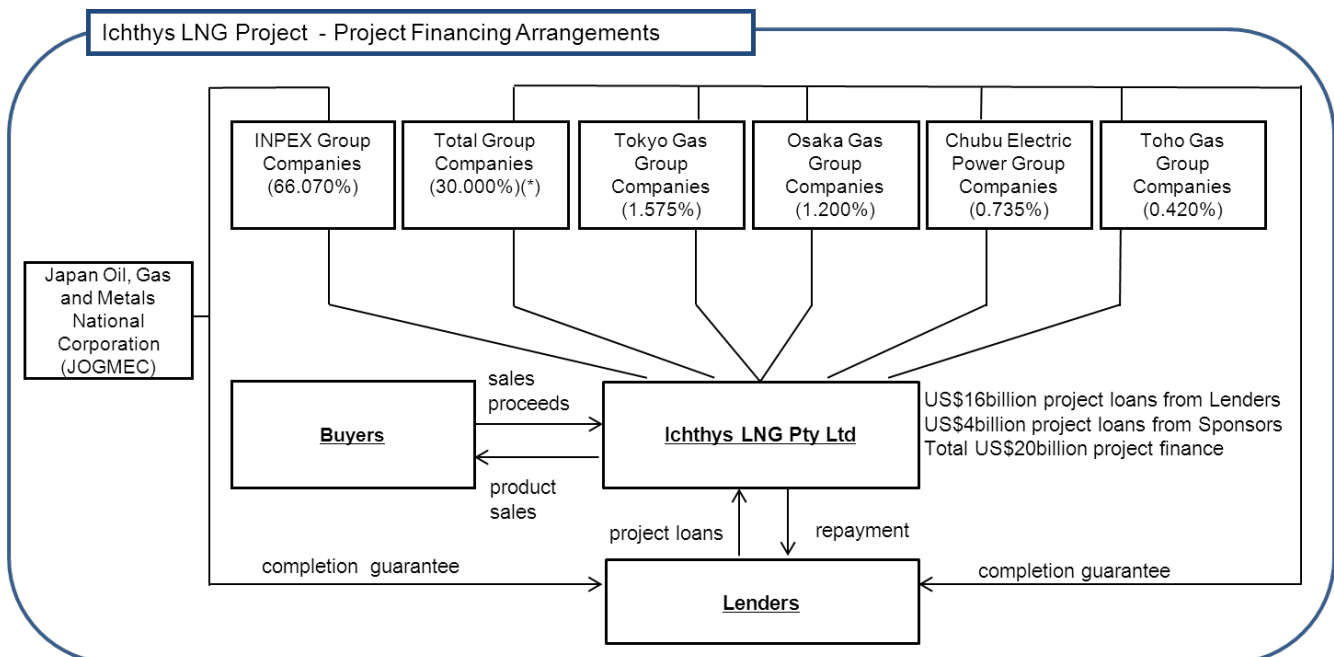 Ichthys LNG Project - Project Financing Arrangements
INPEX Group
Companies
(66.070%)
Total Group
Companies
(30.000%)(*)
Tokyo Gas
Group
Companies
(1.575%)
Osaka Gas
Group
Companies
(1.200%)
Chubu Electric
Power Group
Companies
(0.735%)
Toho Gas
Group
Companies
(0.420%)
Japan Oil, Gas
and Metals
National
Corporation
(JOGMEC)
Buyers
sales
proceeds
product
sales
Ichthys LNG Pty Ltd
US$16billion project loans from Lenders
US$4billion project loans from Sponsors
Total US$20billion project finance
project loans
repayment
completion guarantee
Lenders
completion guarantee